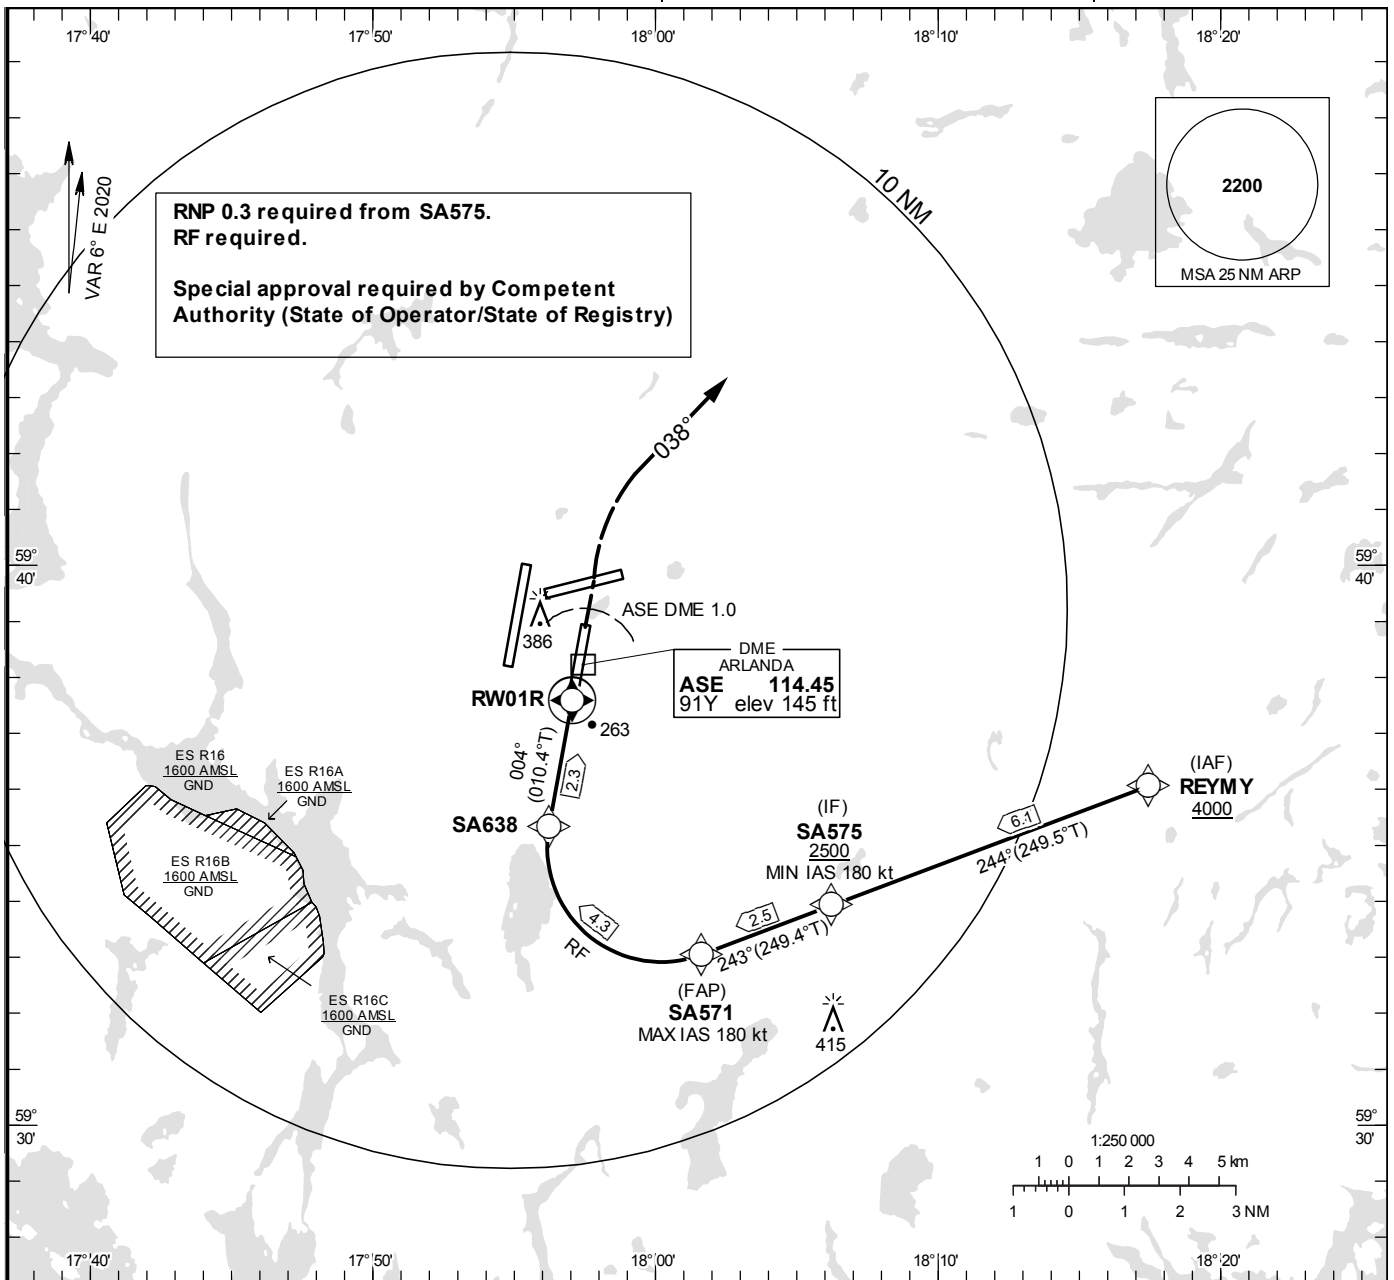 17° 40'
17° 50'
18° 00'
18° 10'
18° 20'
VAR 6° E 2020
RNP 0.3 required from SA575.
RF required.
Special approval required by Competent
Authority (State of Operator/State of Registry)
10 NM
2200
MSA 25 NM ARP
038°
59°
40'
59°
40'
386
ASE DME 1.0
DME
ARLANDA
ASE 114.45
91Y elev 145 ft
RW01R
263
004°
(010.4°T)
2.3
SA638
ES R16
1600 AMSL
GND
ES R16A
1600 AMSL
GND
ES R16B
1600 AMSL
GND
ES R16C
1600 AMSL
GND
(IAF)
REYMY
4000
6.1
244°(249.5°T)
(IF)
SA575
2500
MIN IAS 180 kt
2.5
243°(249.4°T)
4.3
RF
(FAP)
SA571
MAX IAS 180 kt
415
59°
30'
59°
30'
1:250 000
1 0 1 2 3 4 5 km
1 0 1 2 3 NM
17° 40'
17° 50'
18° 00'
18° 10'
18° 20'